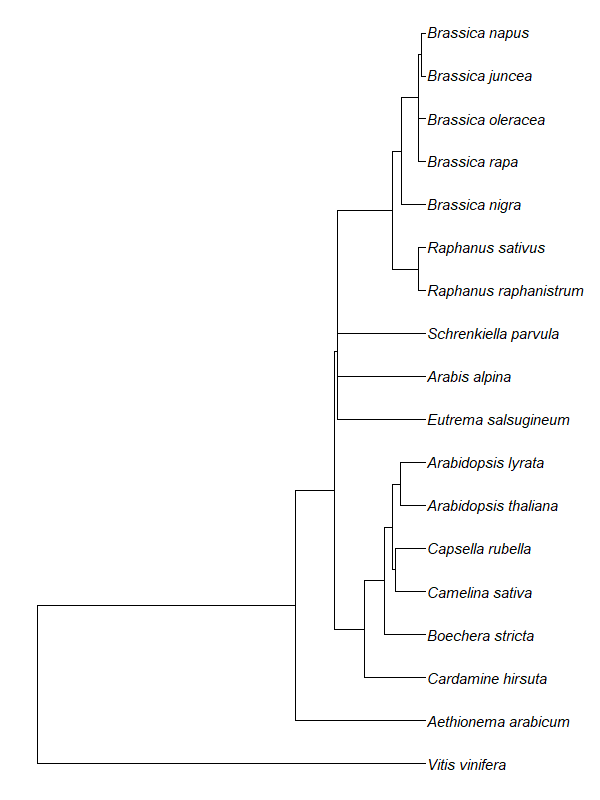 Brassica napus
Brassica juncea
Brassica oleracea
Brassica rapa
Brassica nigra
Raphanus sativus
Raphanus raphanistrum
Schrenkiella parvula
Arabis alpina
Eutrema salsugineum
Arabidopsis lyrata
Arabidopsis thaliana
Capsella rubella
Camelina sativa
Boechera stricta
Cardamine hirsuta
Aethionema arabicum
Vitis vinifera